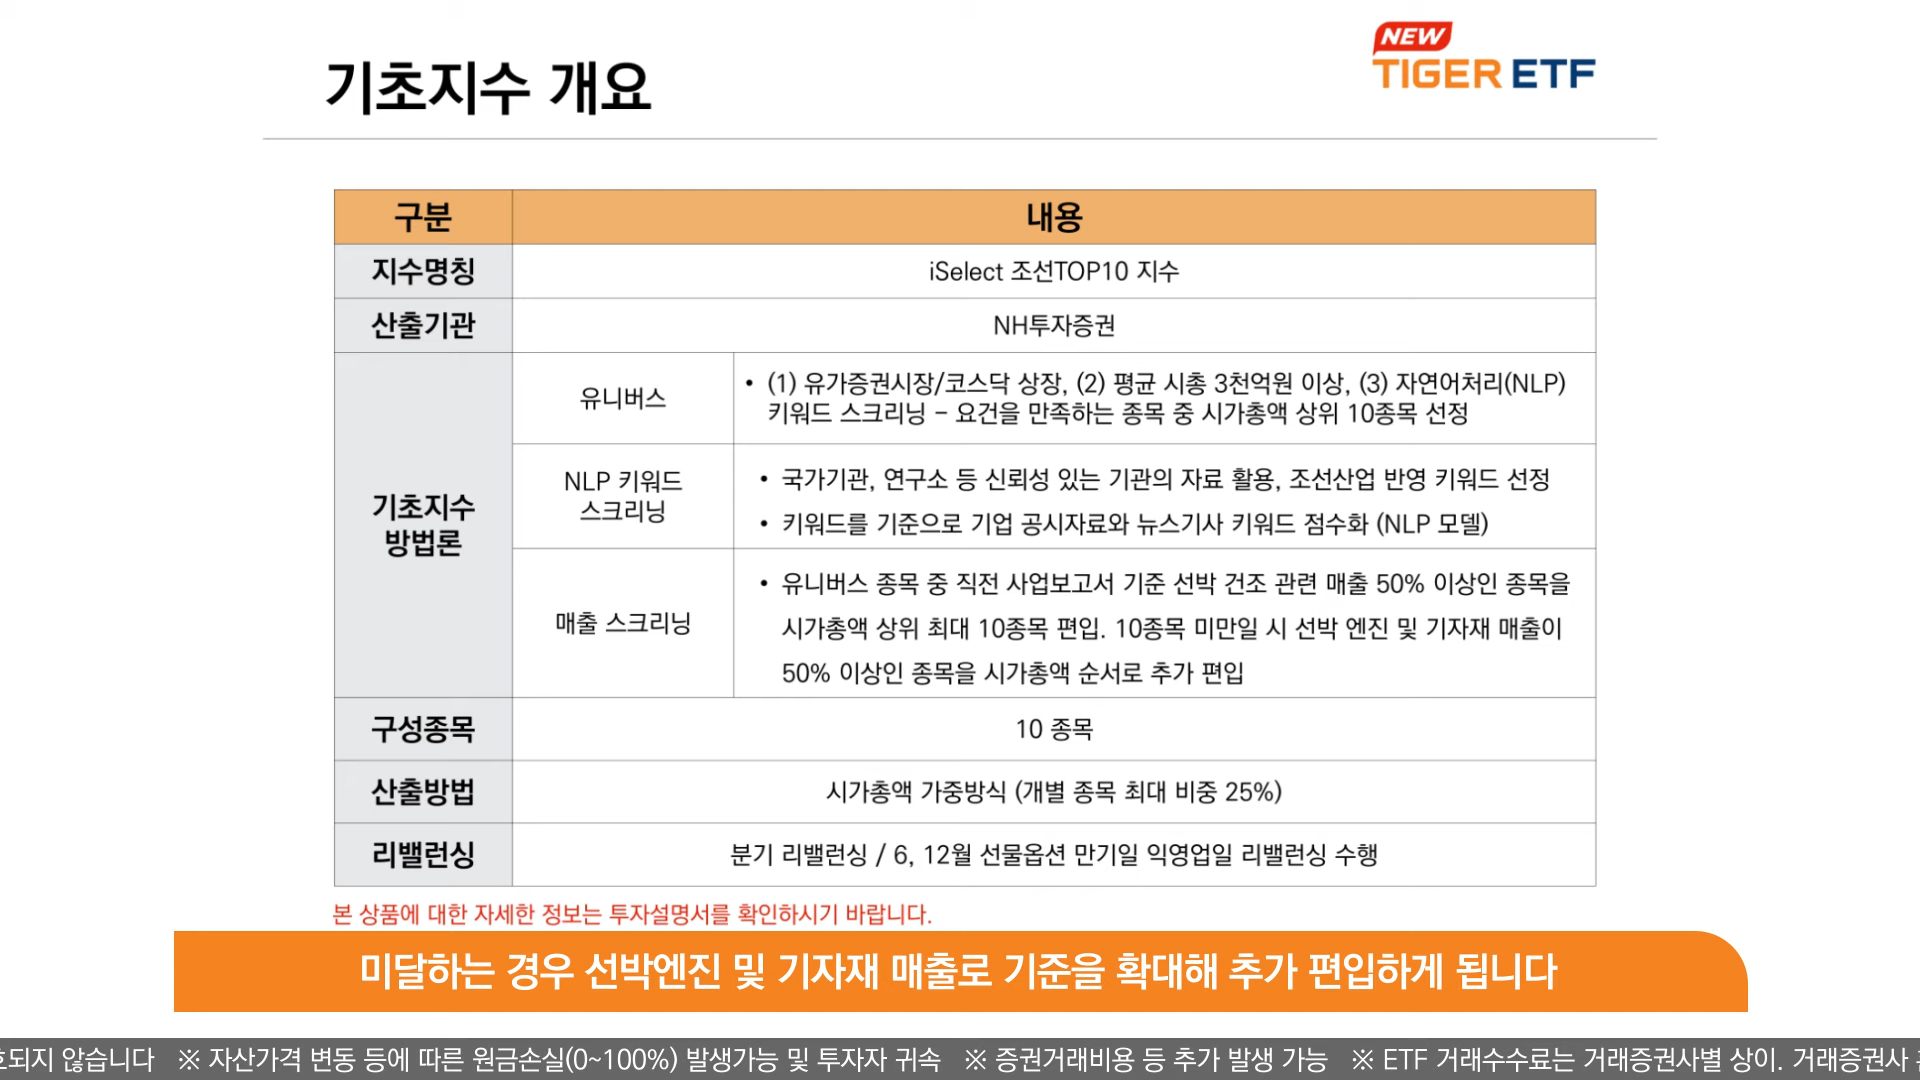 기초지수 개요
NEW
TIGER ETF
구분
내용
지수명칭
iSelect 조선TOP10 지수
산출기관
NH투자증권
기초지수
방법론
유니버스
• (1) 유가증권시장/코스닥 상장, (2) 평균 시총 3천억원 이상, (3) 자연어처리(NLP)
키워드 스크리닝 – 요건을 만족하는 종목 중 시가총액 상위 10종목 선정
NLP 키워드
스크리닝
• 국가기관, 연구소 등 신뢰성 있는 기관의 자료 활용, 조선산업 반영 키워드 선정
• 키워드를 기준으로 기업 공시자료와 뉴스기사 키워드 점수화 (NLP 모델)
매출 스크리닝
• 유니버스 종목 중 직전 사업보고서 기준 선박 건조 관련 매출 50% 이상인 종목을
시가총액 상위 최대 10종목 편입. 10종목 미만일 시 선박 엔진 및 기자재 매출이
50% 이상인 종목을 시가총액 순서로 추가 편입
구성종목
10 종목
산출방법
시가총액 가중방식 (개별 종목 최대 비중 25%)
리밸런싱
분기 리밸런싱 / 6, 12월 선물옵션 만기일 익영업일 리밸런싱 수행
본 상품에 대한 자세한 정보는 투자설명서를 확인하시기 바랍니다.
미달하는 경우 선박엔진 및 기자재 매출로 기준을 확대해 추가 편입하게 됩니다
되지 않습니다 ※ 자산가격 변동 등에 따른 원금손실(0~100%) 발생가능 및 투자자 귀속 ※ 증권거래비용 등 추가 발생 가능 ※ ETF 거래수수료는 거래증권사별 상이. 거래증권사